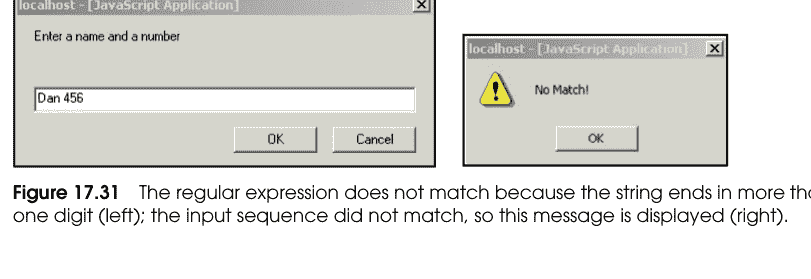 localhost - [JavaScript Application]
Enter a name and a number
Dan 456
OK Cancel
localhost - [JavaScript Application]
No Match!
OK
Figure 17.31 The regular expression does not match because the string ends in more
one digit (left); the input sequence did not match, so this message is displayed (right).